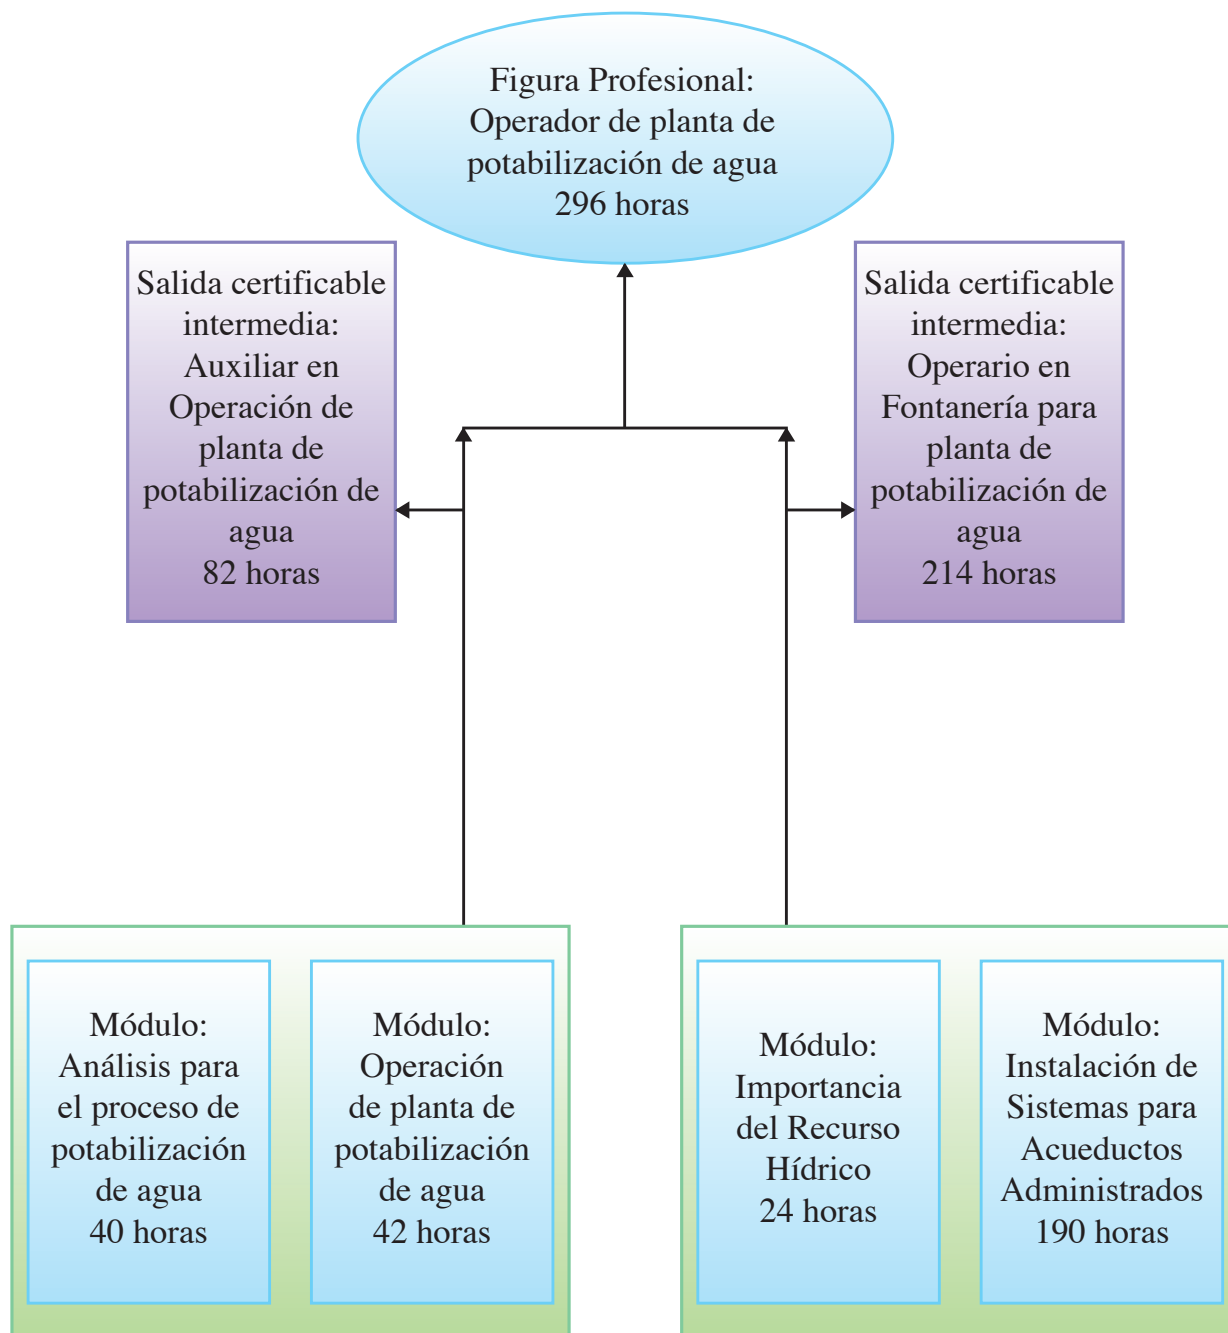 Figura Profesional:
Operador de planta de
potabilización de agua
296 horas
Salida certificable
intermedia:
Auxiliar en
Operación de
planta de
potabilización de
agua
82 horas
Salida certificable
intermedia:
Operario en
Fontanería para
planta de
potabilización de
agua
214 horas
Módulo:
Análisis para
el proceso de
potabilización
de agua
40 horas
Módulo:
Operación
de planta de
potabilización
de agua
42 horas
Módulo:
Importancia
del Recurso
Hídrico
24 horas
Módulo:
Instalación de
Sistemas para
Acueductos
Administrados
190 horas